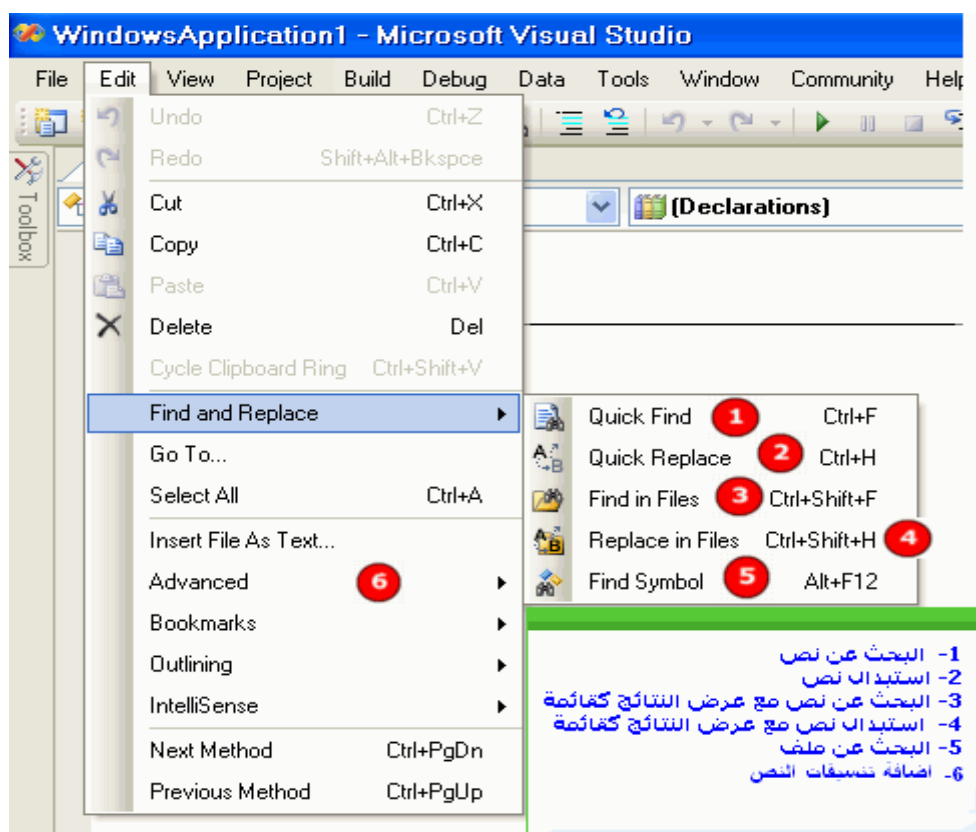 WindowsApplication1 - Microsoft Visual Studio
File Edit View Project Build Debug Data Tools Window Community Help
Toolbox
(Declarations)
Undo Ctrl+Z
Redo Shift+Alt+Bkspce
Cut Ctrl+X
Copy Ctrl+C
Paste Ctrl+V
Delete Del
Cycle Clipboard Ring Ctrl+Shift+V
Find and Replace
Go To...
Select All Ctrl+A
Insert File As Text...
Advanced 6
Bookmarks
Outlining
IntelliSense
Next Method Ctrl+PgDn
Previous Method Ctrl+PgUp
Quick Find 1 Ctrl+F
Quick Replace 2 Ctrl+H
Find in Files 3 Ctrl+Shift+F
Replace in Files Ctrl+Shift+H 4
Find Symbol 5 Alt+F12
1- البحث عن نص
2- استبدال نص
3- البحث عن نص مع عرض النتائج كقائمة
4- استبدال نص مع عرض النتائج كقائمة
5- البحث عن ملف
6- اضافة تنسيقات النص